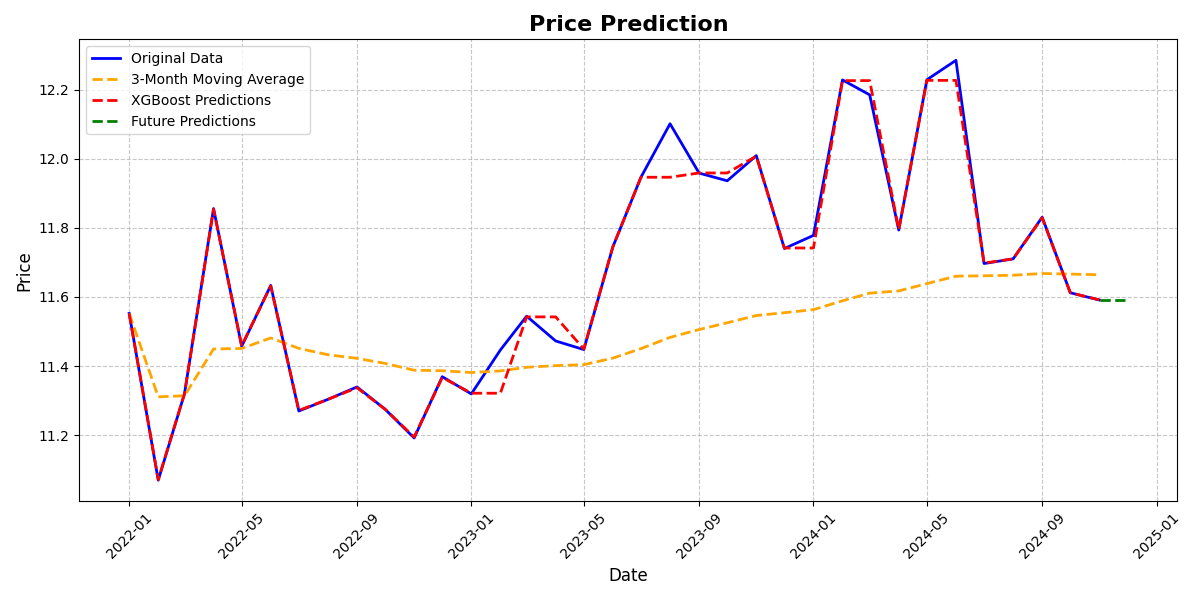 Price Prediction
Original Data
3-Month Moving Average
XGBoost Predictions
Future Predictions
12.2
12.0
11.8
11.6
11.4
11.2
Price
2022-01
2022-05
2022-09
2023-01
2023-05
2023-09
2024-01
2024-05
2024-09
2025-01
Date